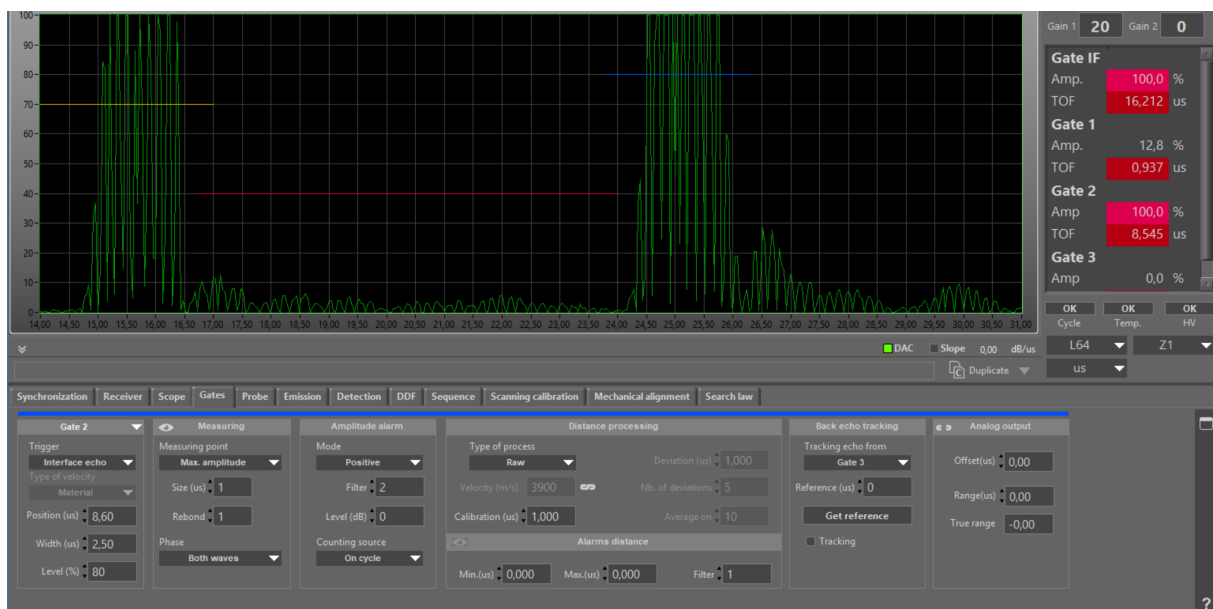 Gain 1 20 Gain 2 0
100-
90-
80-
70-
60-
50-
40-
30-
20-
10-
0-
14,00 14,50 15,00 15,50 16,00 16,50 17,00 17,50 18,00 18,50 19,00 19,50 20,00 20,50 21,00 21,50 22,00 22,50 23,00 23,50 24,00 24,50 25,00 25,50 26,00 26,50 27,00 27,50 28,00 28,50 29,00 29,50 30,00 30,50 31,00
Gate IF
Amp. 100,0 %
TOF 16,212 us
Gate 1
Amp. 12,8 %
TOF 0,937 us
Gate 2
Amp 100,0 %
TOF 8,545 us
Gate 3
Amp 0,0 %
OK OK OK
Cycle Temp. HV
DAC Slope 0,00 dB/us
L64 Z1
Duplicate
us
Synchronization Receiver Scope Gates Probe Emission Detection DDF Sequence Scanning calibration Mechanical alignment Search law
Gate 2
Trigger
Interface echo
Type of velocity
Material
Position (us) 8,60
Width (us) 2,50
Level (%) 80
Measuring
Measuring point
Max. amplitude
Size (us) 1
Rebond 1
Phase
Both waves
Amplitude alarm
Mode
Positive
Filter 2
Level (dB) 0
Counting source
On cycle
Distance processing
Type of process
Raw
Deviation (us) 1,000
Velocity (m/s) 3900
Nb. of deviations 5
Calibration (us) 1,000
Average on 10
Alarms distance
Min.(us) 0,000 Max.(us) 0,000 Filter 1
Back echo tracking
Tracking echo from
Gate 3
Reference (us) 0
Get reference
Tracking
Analog output
Offset(us) 0,00
Range(us) 0,00
True range -0,00
?